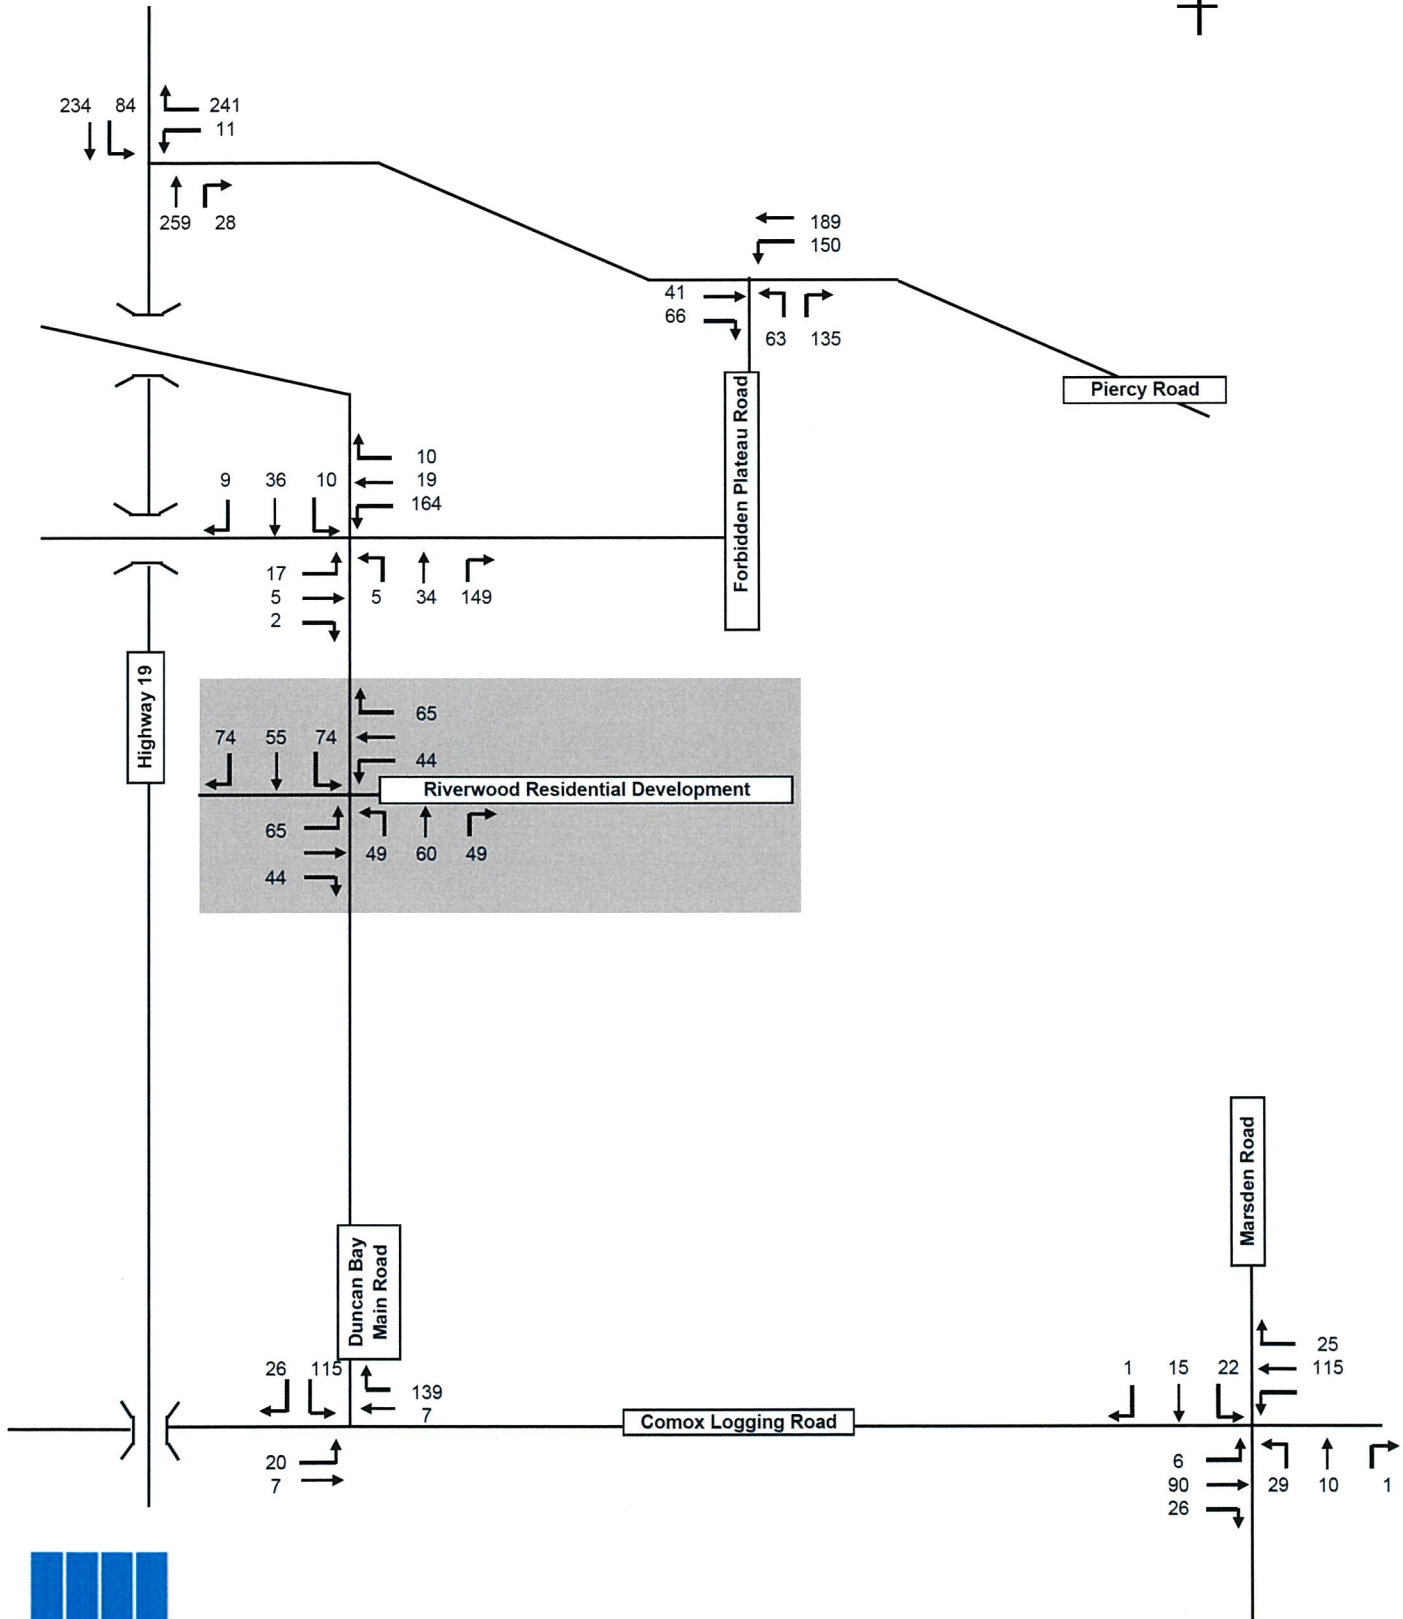 234 84 241
11
259 28
189
150
41
66
63 135
Piercy Road
Forbidden Plateau Road
10
9 36 10 19
164
17
5 5 34 149
2
Highway 19
65
74 55 74
44
Riverwood Residential Development
65
49 60 49
44
Marsden Road
Duncan Bay
Main Road
25
26 115 1 15 22 115
139
7
Comox Logging Road
20 6
7 90 29 10 1
26